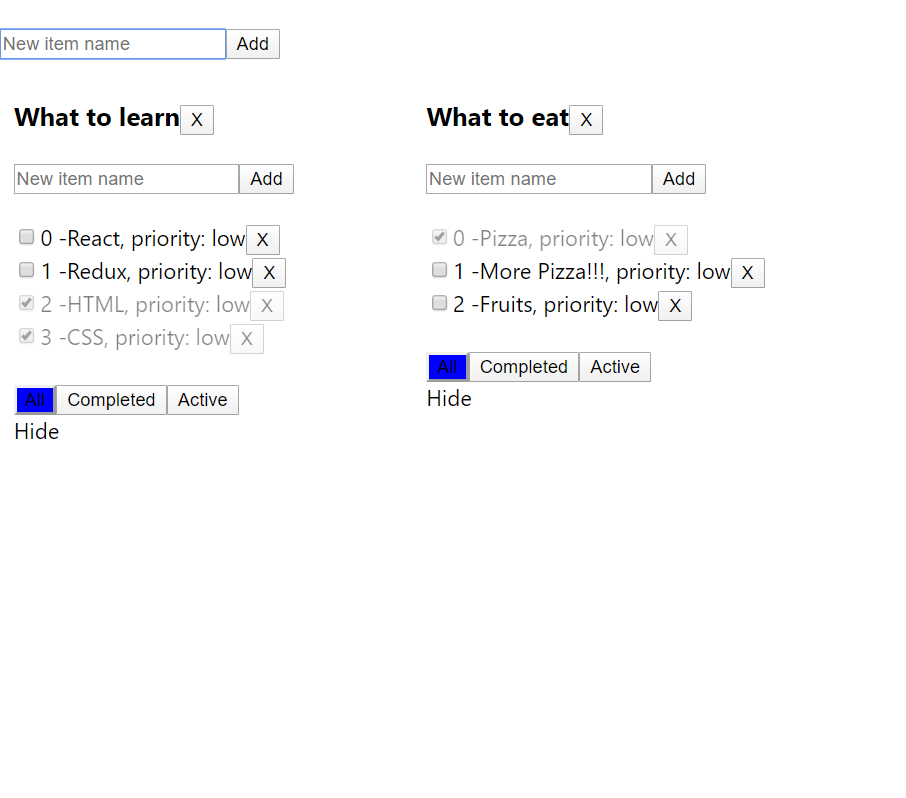 New item name Add
What to learn X
New item name Add
0 -React, priority: low X
1 -Redux, priority: low X
2 -HTML, priority: low X
3 -CSS, priority: low X
All Completed Active
Hide
What to eat X
New item name Add
0 -Pizza, priority: low X
1 -More Pizza!!!, priority: low X
2 -Fruits, priority: low X
All Completed Active
Hide